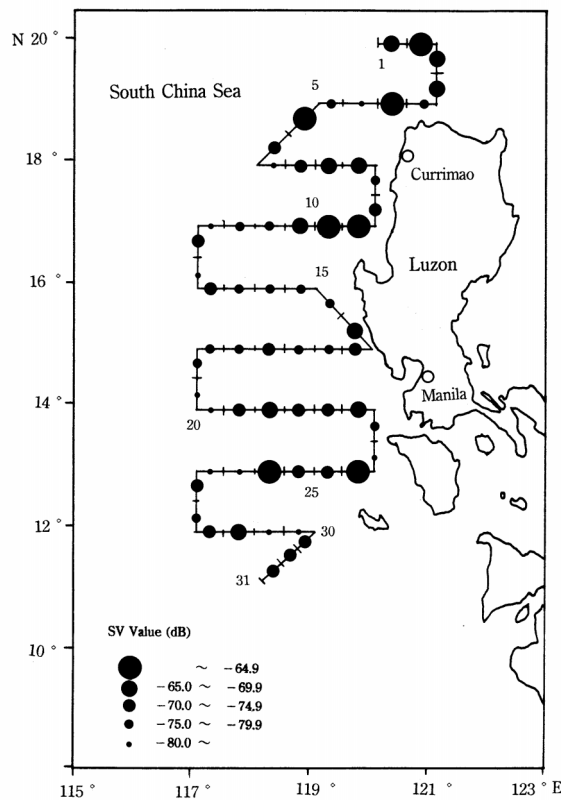 N 20 °
18 °
16 °
14 °
12 °
10 °
South China Sea
1
5
10
15
20
25
30
31
Currimao
Luzon
Manila
SV Value (dB)
~ -64.9
-65.0 ~ -69.9
-70.0 ~ -74.9
-75.0 ~ -79.9
-80.0 ~
115 °
117 °
119 °
121 °
123 ° E